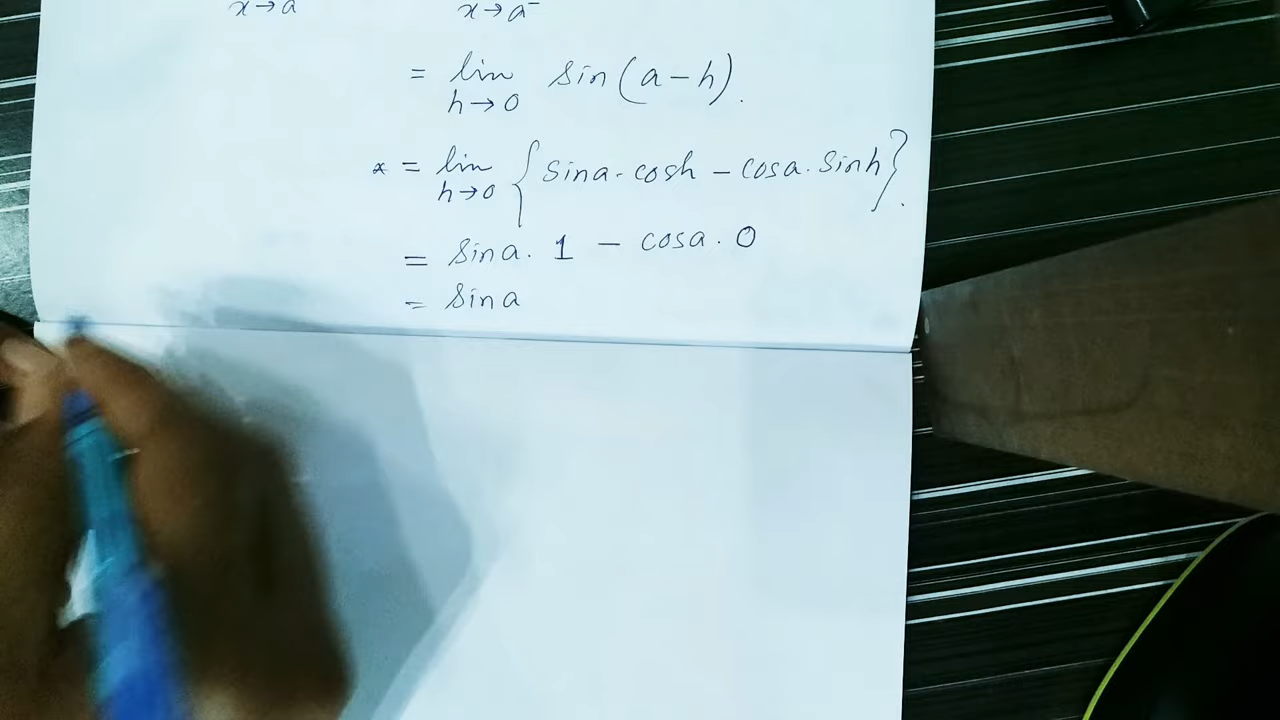 x→a x→a⁻
= lim sin(a-h).
h→0
* = lim {sina.cosh - cosa.sinh}.
h→0
= sina. 1 - cosa. 0
= sina